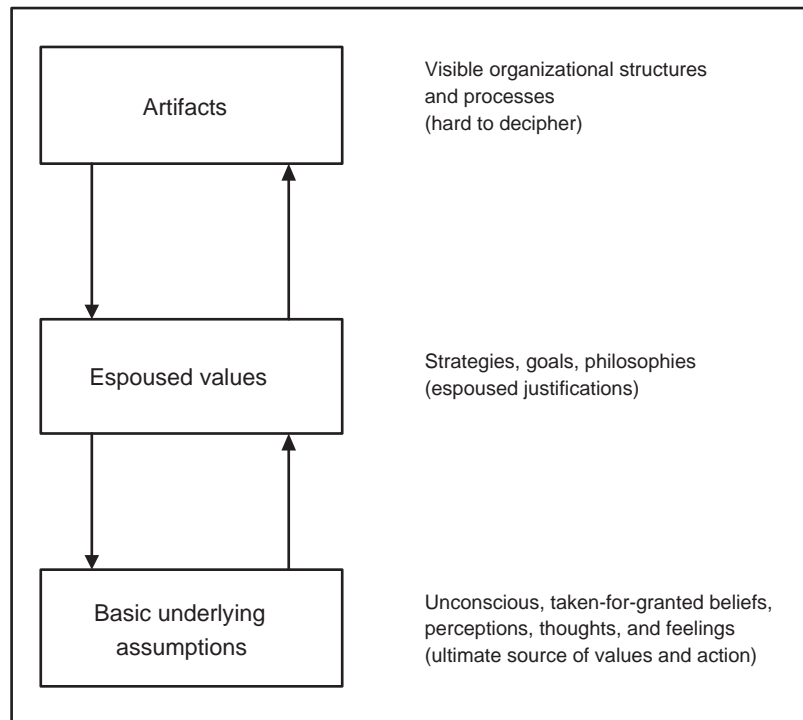 Artifacts
Visible organizational structures
and processes
(hard to decipher)
Espoused values
Strategies, goals, philosophies
(espoused justifications)
Basic underlying
assumptions
Unconscious, taken-for-granted beliefs,
perceptions, thoughts, and feelings
(ultimate source of values and action)